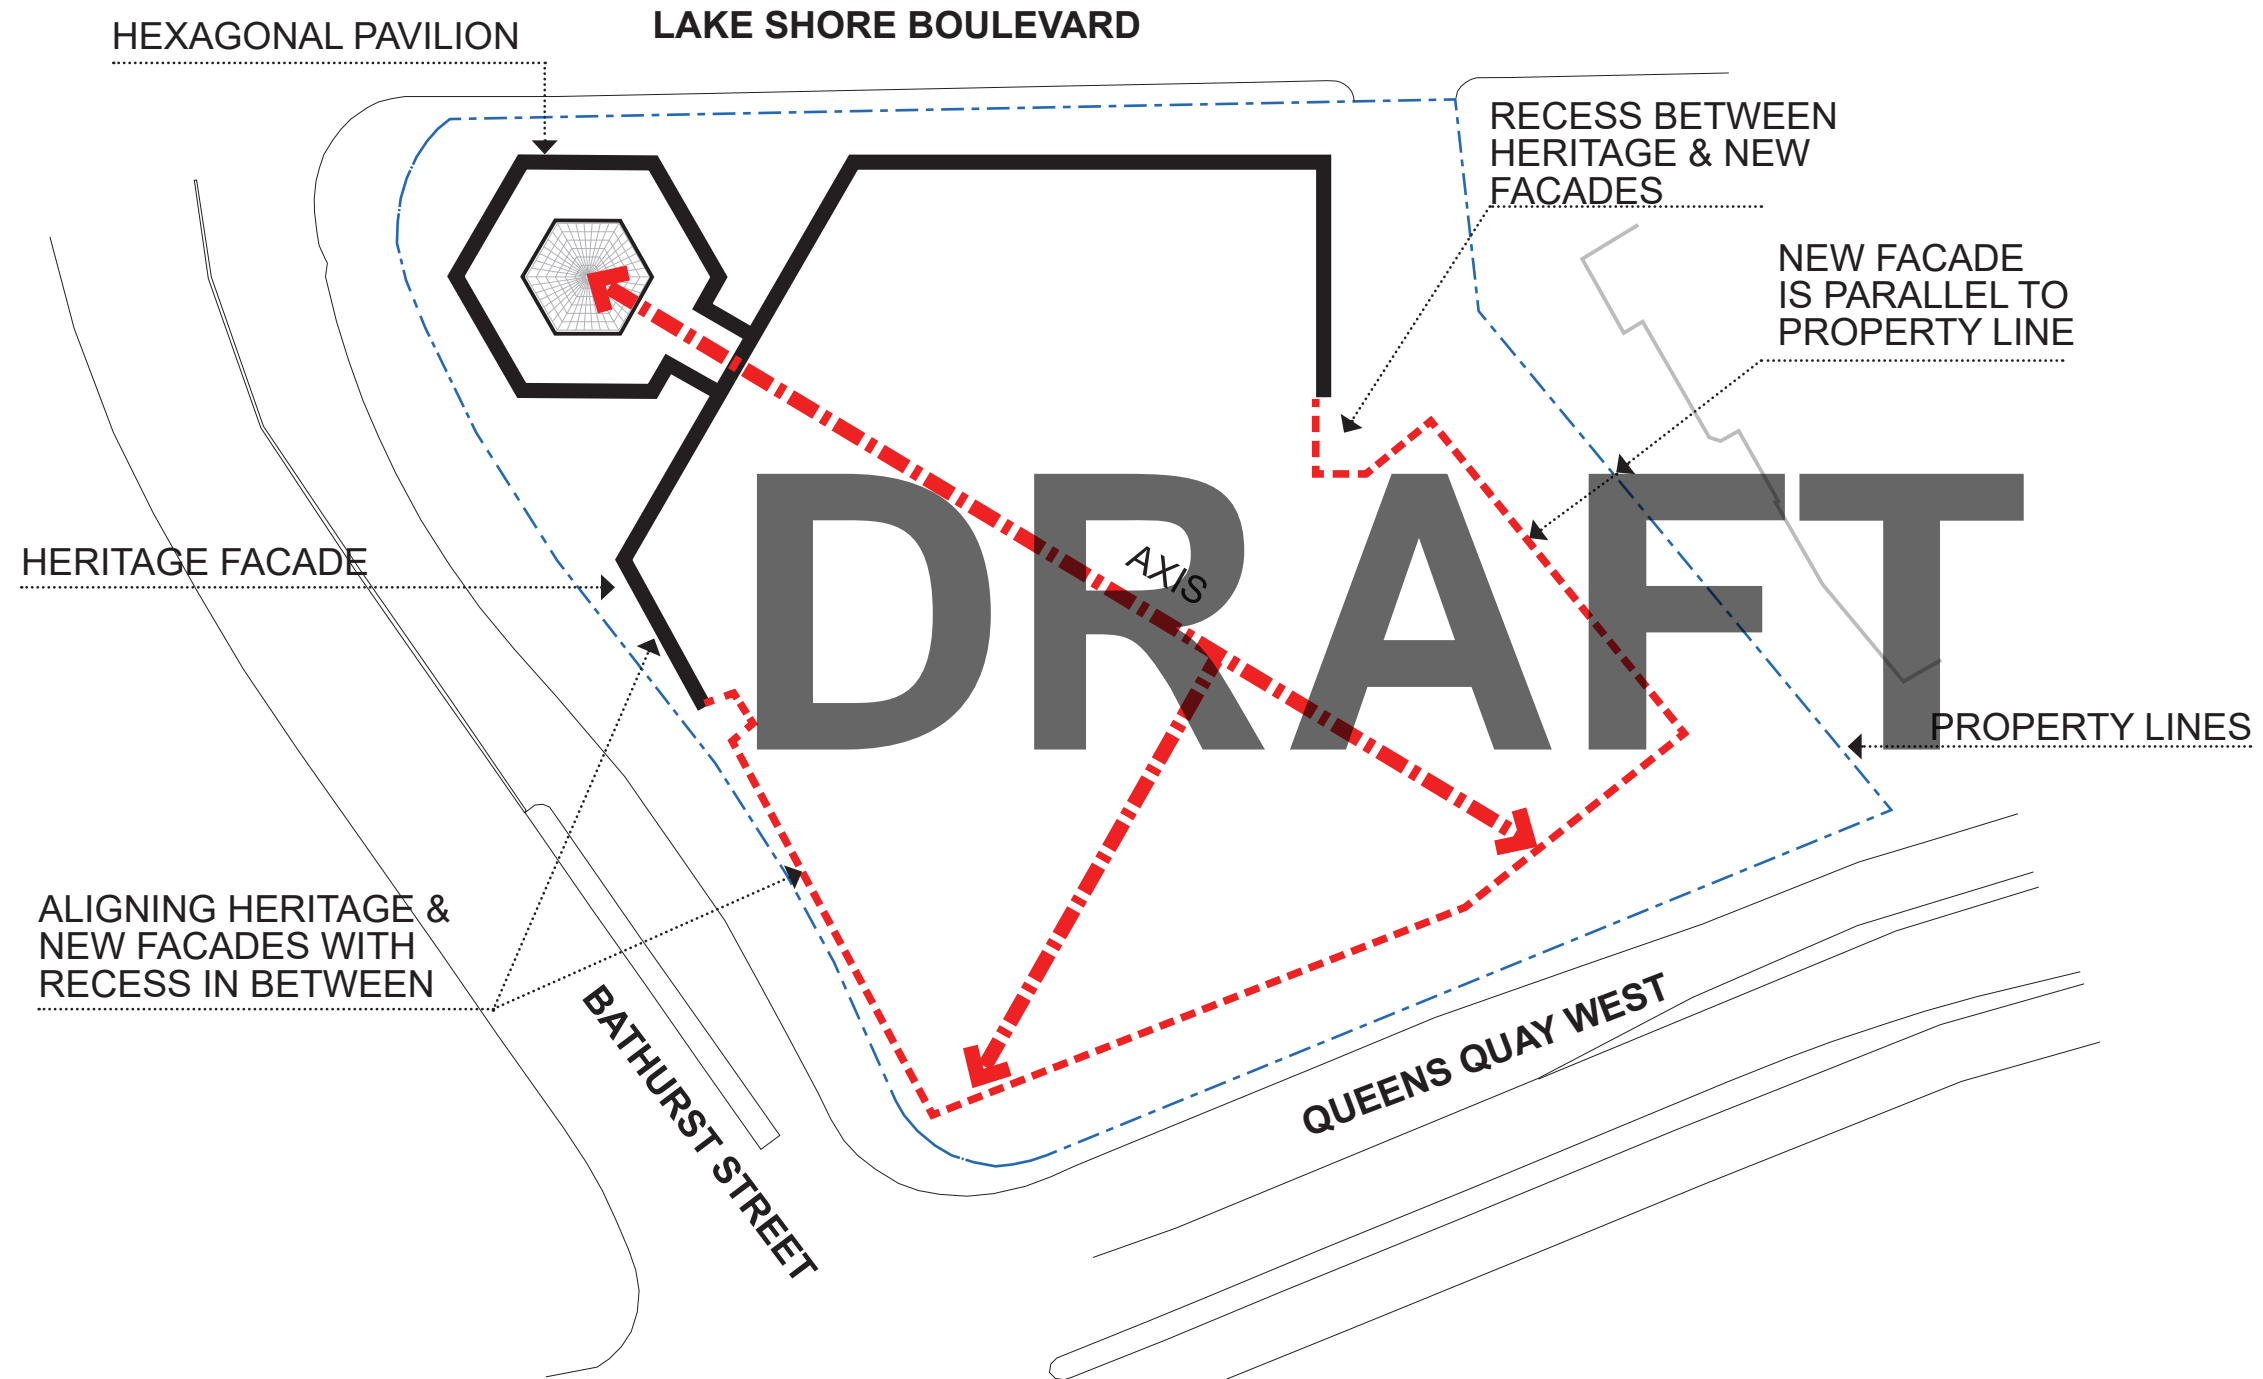 LAKE SHORE BOULEVARD
HEXAGONAL PAVILION
RECESS BETWEEN
HERITAGE & NEW
FACADES
NEW FACADE
IS PARALLEL TO
PROPERTY LINE
DRAFT
AXIS
HERITAGE FACADE
PROPERTY LINES
ALIGNING HERITAGE &
NEW FACADES WITH
RECESS IN BETWEEN
BATHURST STREET
QUEENS QUAY WEST